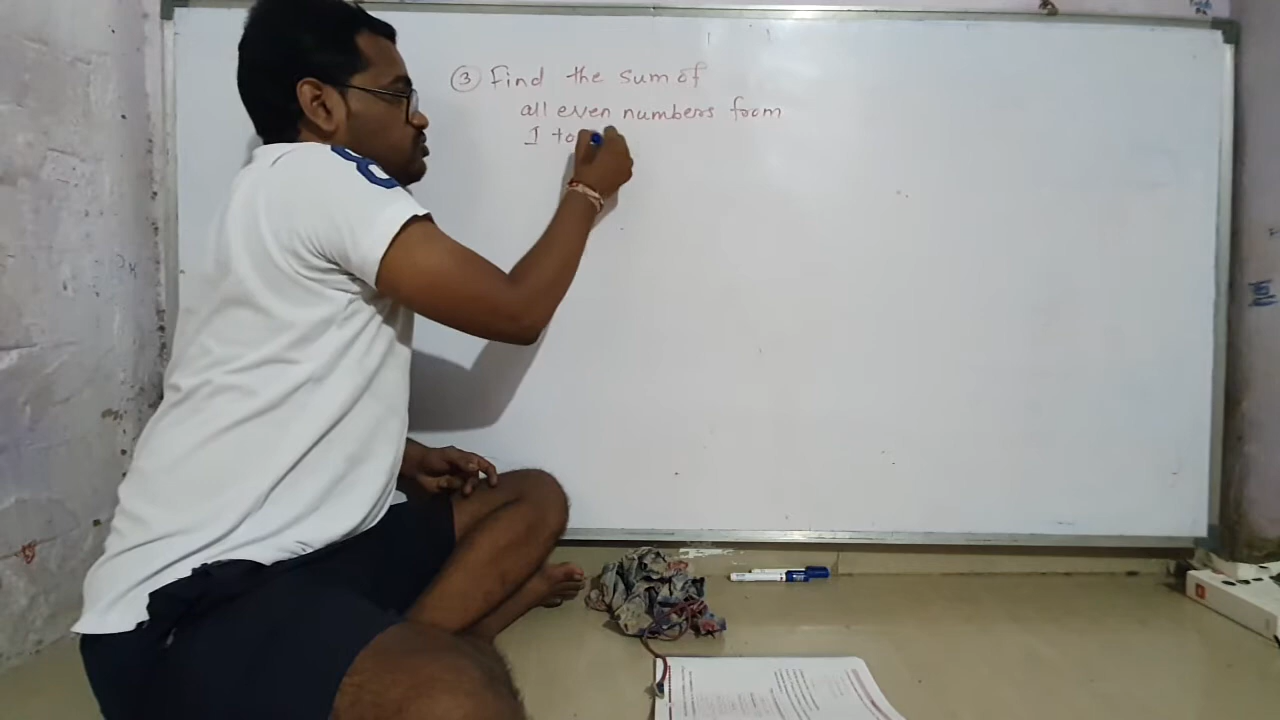 ③ Find the sum of
all even numbers from
1 to